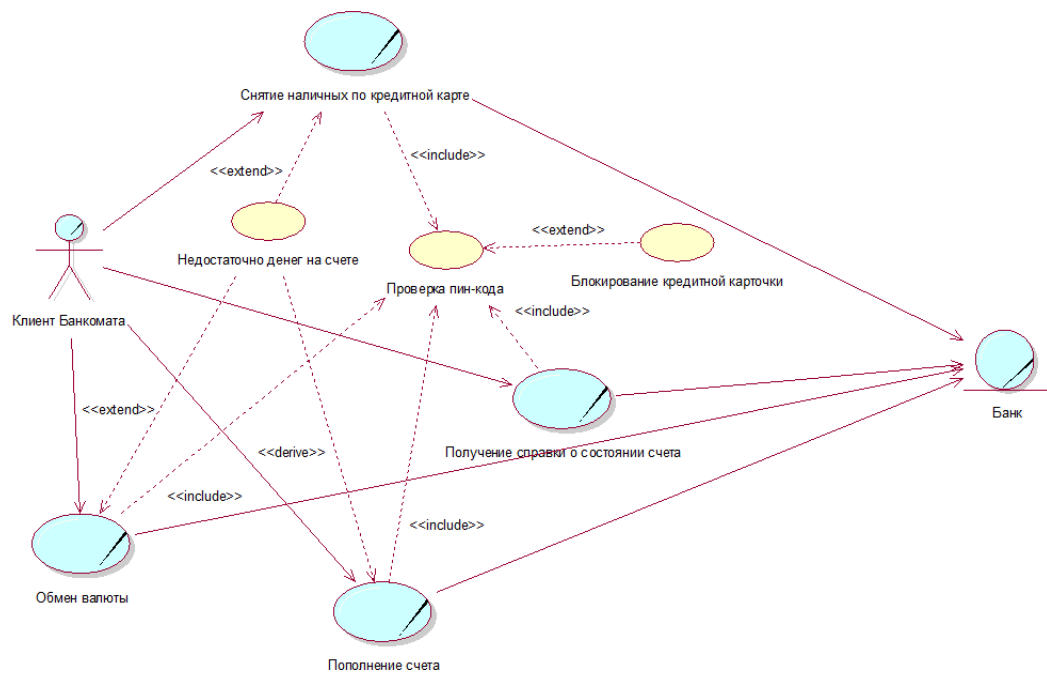 Снятие наличных по кредитной карте
<<include>>
<<extend>>
<<extend>>
Недостаточно денег на счете
Блокирование кредитной карточки
Проверка пин-кода
<<include>>
Клиент Банкомата
<<extend>>
Банк
<<derive>>
Получение справки о состоянии счета
<<include>>
<<include>>
Обмен валюты
Пополнение счета